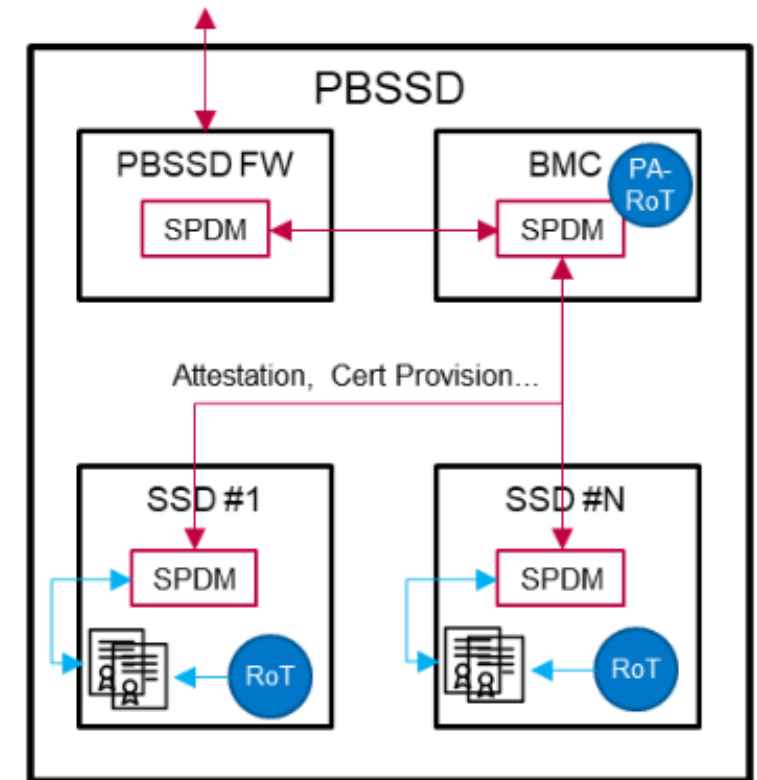 PBSSD
PBSSD FW
SPDM
BMC
PA-
RoT
SPDM
Attestation, Cert Provision...
SSD #1
SPDM
RoT
SSD #N
SPDM
RoT